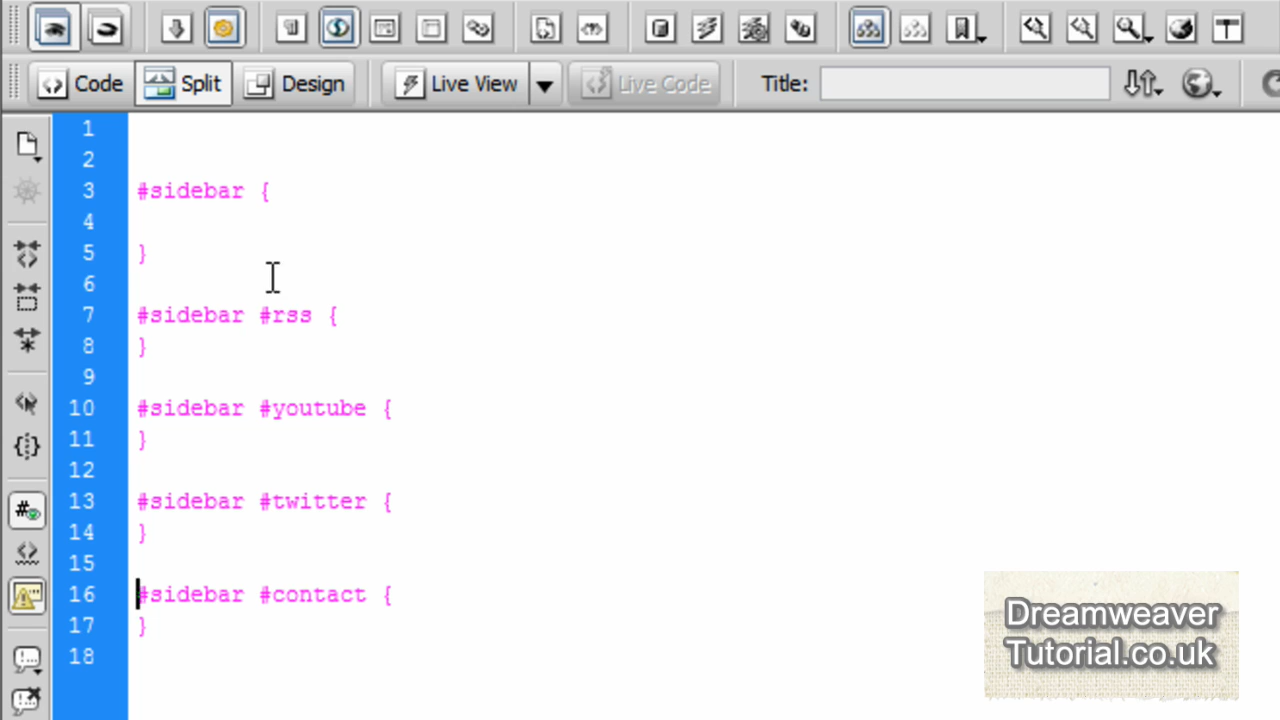 Code Split Design Live View Live Code Title:
1
2
3 #sidebar {
4
5 }
6
7 #sidebar #rss {
8 }
9
10 #sidebar #youtube {
11 }
12
13 #sidebar #twitter {
14 }
15
16 #sidebar #contact {
17 }
18
Dreamweaver
Tutorial.co.uk